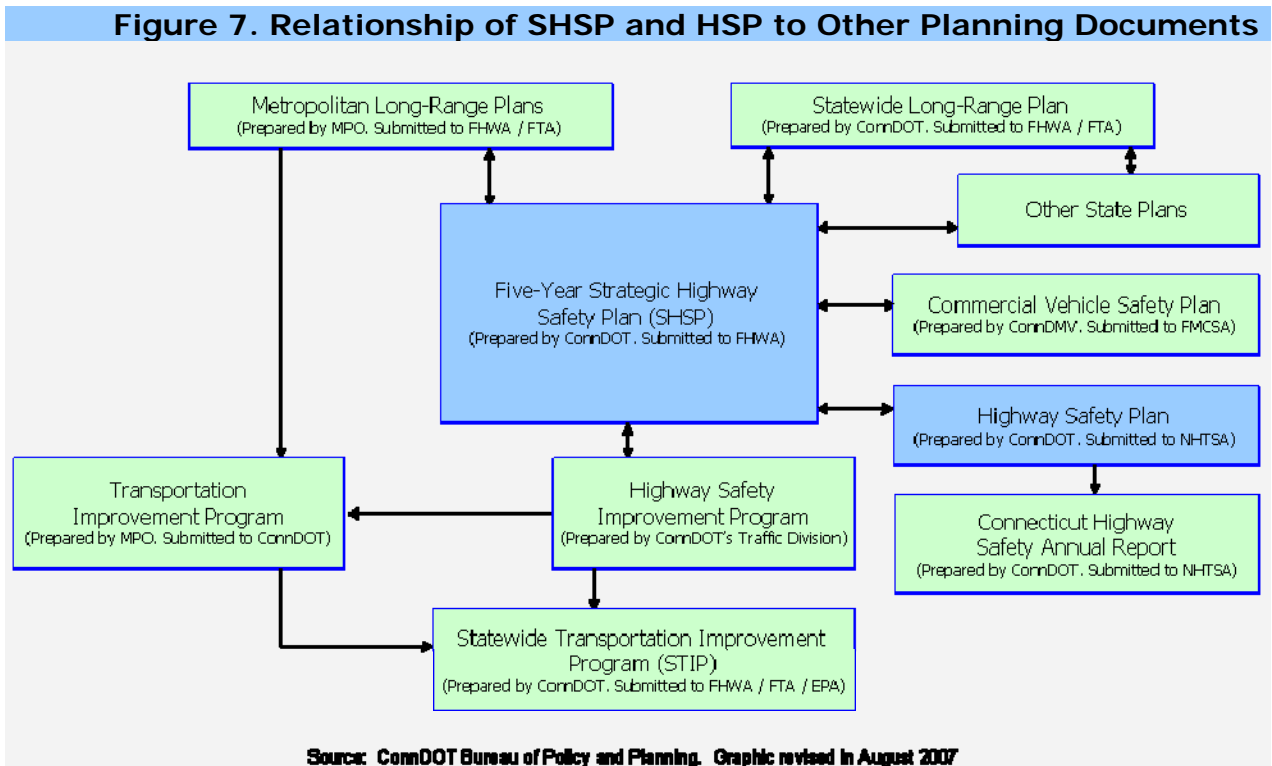 Figure 7. Relationship of SHSP and HSP to Other Planning Documents
Metropolitan Long-Range Plans
(Prepared by MPO. Submitted to FHWA / FTA)
Statewide Long-Range Plan
(Prepared by ConnDOT. Submitted to FHWA / FTA)
Other State Plans
Five-Year Strategic Highway
Safety Plan (SHSP)
(Prepared by ConnDOT. Submitted to FHWA)
Commercial Vehicle Safety Plan
(Prepared by ConnDMV. Submitted to FMCSA)
Highway Safety Plan
(Prepared by ConnDOT. Submitted to NHTSA)
Transportation
Improvement Program
(Prepared by MPO. Submitted to ConnDOT)
Highway Safety
Improvement Program
(Prepared by ConnDOT's Traffic Division)
Connecticut Highway
Safety Annual Report
(Prepared by ConnDOT. Submitted to NHTSA)
Statewide Transportation Improvement
Program (STIP)
(Prepared by ConnDOT. Submitted to FHWA / FTA / EPA)
Source: ConnDOT Bureau of Policy and Planning. Graphic revised in August 2007